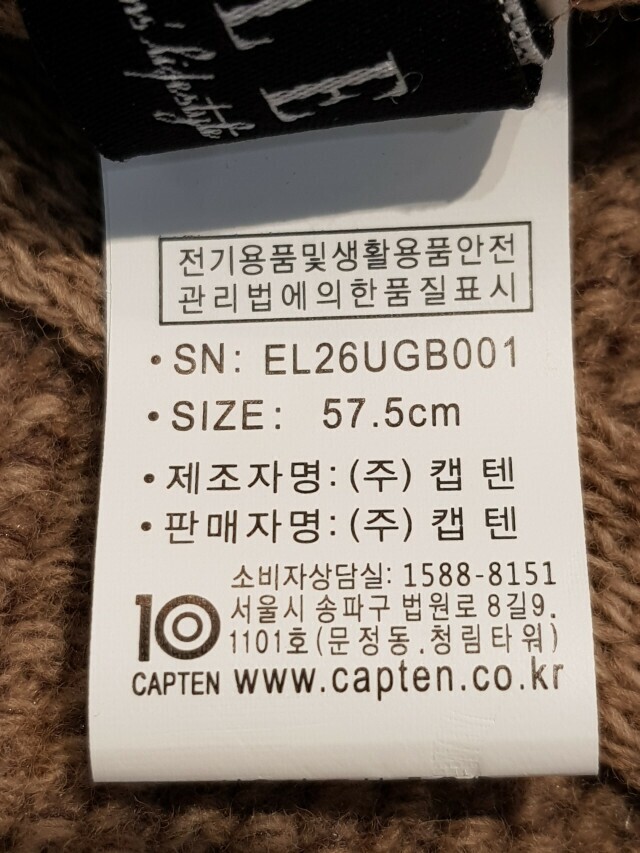 LE
lifestyle
전기용품및생활용품안전
관리법에의한품질표시
• SN: EL26UGB001
• SIZE: 57.5cm
• 제조자명: (주) 캡텐
• 판매자명: (주) 캡텐
소비자상담실: 1588-8151
서울시 송파구 법원로 8길9.
1101호(문정동.청림타워)
10
CAPTEN www.capten.co.kr